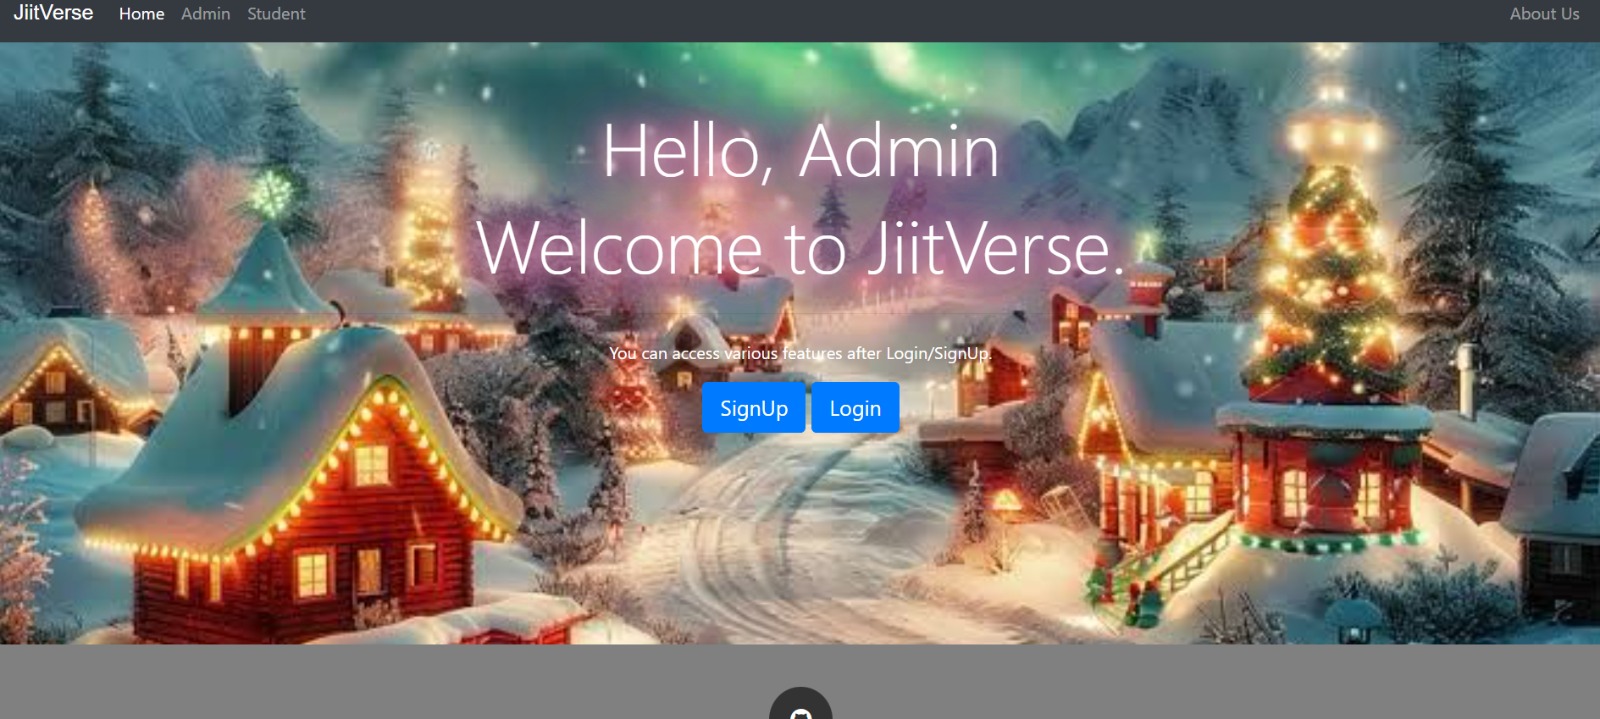 JiitVerse Home Admin Student About Us
Hello, Admin
Welcome to JiitVerse.
You can access various features after Login/SignUp.
SignUp Login